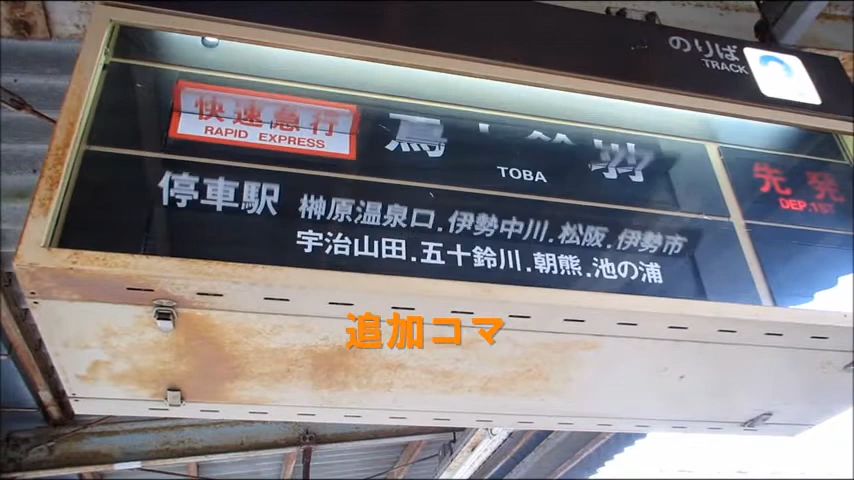 のりば
TRACK
快速急行
RAPID EXPRESS
TOBA
先発
DEP.1ST
停車駅
榊原温泉口.伊勢中川.松阪.伊勢市
宇治山田.五十鈴川.朝熊.池の浦
追加コマ